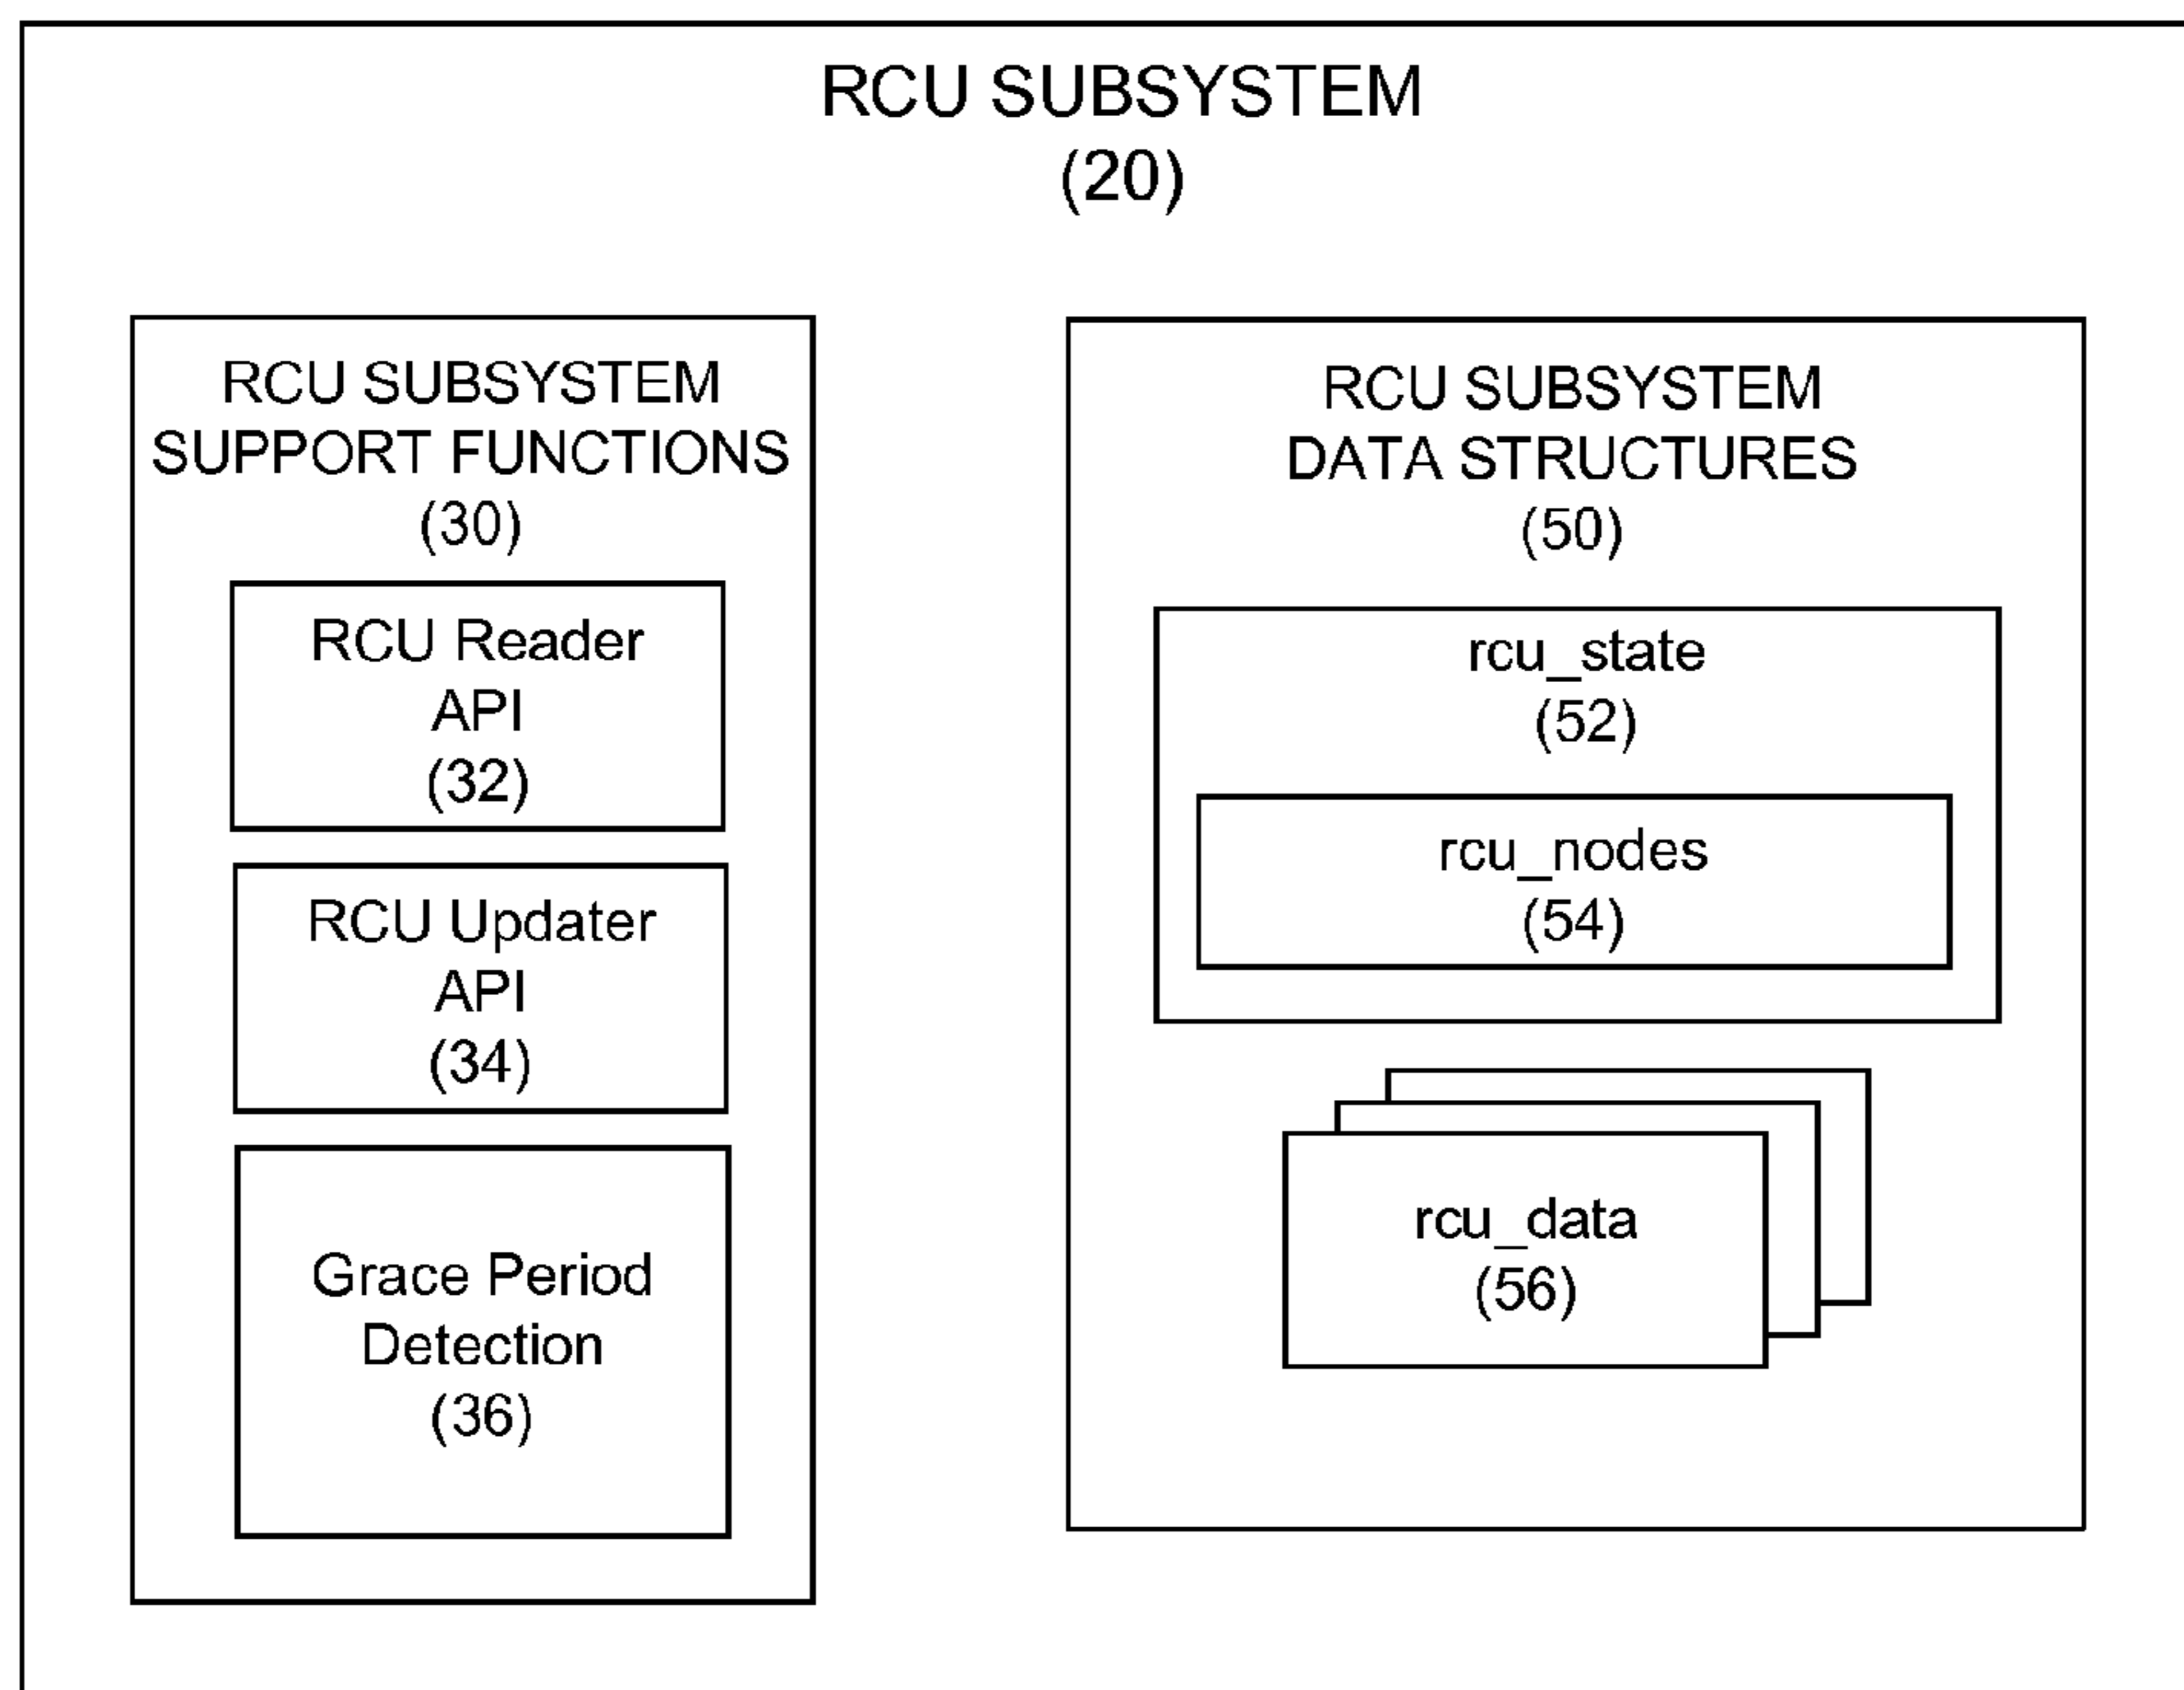 RCU SUBSYSTEM
(20)
RCU SUBSYSTEM
SUPPORT FUNCTIONS
(30)
RCU Reader
API
(32)
RCU Updater
API
(34)
Grace Period
Detection
(36)
RCU SUBSYSTEM
DATA STRUCTURES
(50)
rcu_state
(52)
rcu_nodes
(54)
rcu_data
(56)